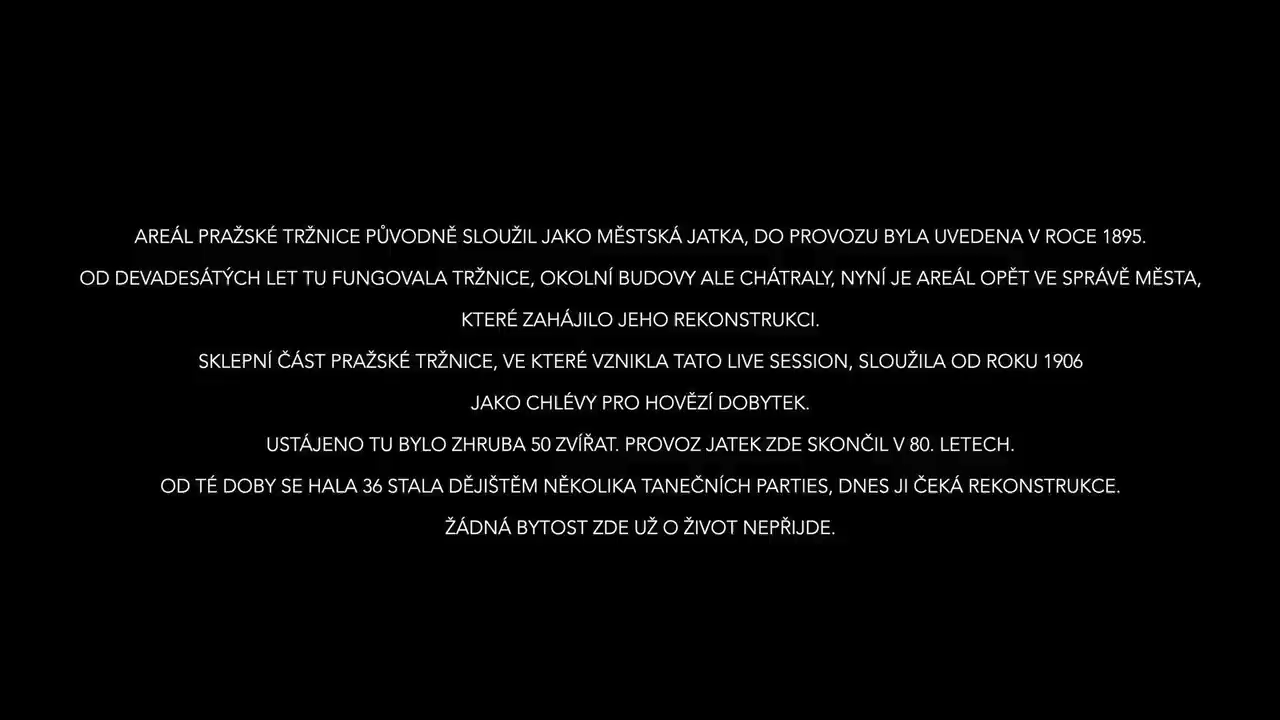 AREÁL PRAŽSKÉ TRŽNICE PŮVODNĚ SLOUŽIL JAKO MĚSTSKÁ JATKA, DO PROVOZU BYLA UVEDENA V ROCE 1895.
OD DEVADESÁTÝCH LET TU FUNGOVALA TRŽNICE, OKOLNÍ BUDOVY ALE CHÁTRALY, NYNÍ JE AREÁL OPĚT VE SPRÁVĚ MĚSTA,
KTERÉ ZAHÁJILO JEHO REKONSTRUKCI.
SKLEPNÍ ČÁST PRAŽSKÉ TRŽNICE, VE KTERÉ VZNIKLA TATO LIVE SESSION, SLOUŽILA OD ROKU 1906
JAKO CHLÉVY PRO HOVĚZÍ DOBYTEK.
USTÁJENO TU BYLO ZHRUBA 50 ZVÍŘAT. PROVOZ JATEK ZDE SKONČIL V 80. LETECH.
OD TÉ DOBY SE HALA 36 STALA DĚJIŠTĚM NĚKOLIKA TANEČNÍCH PARTIES, DNES JI ČEKÁ REKONSTRUKCE.
ŽÁDNÁ BYTOST ZDE UŽ O ŽIVOT NEPŘIJDE.